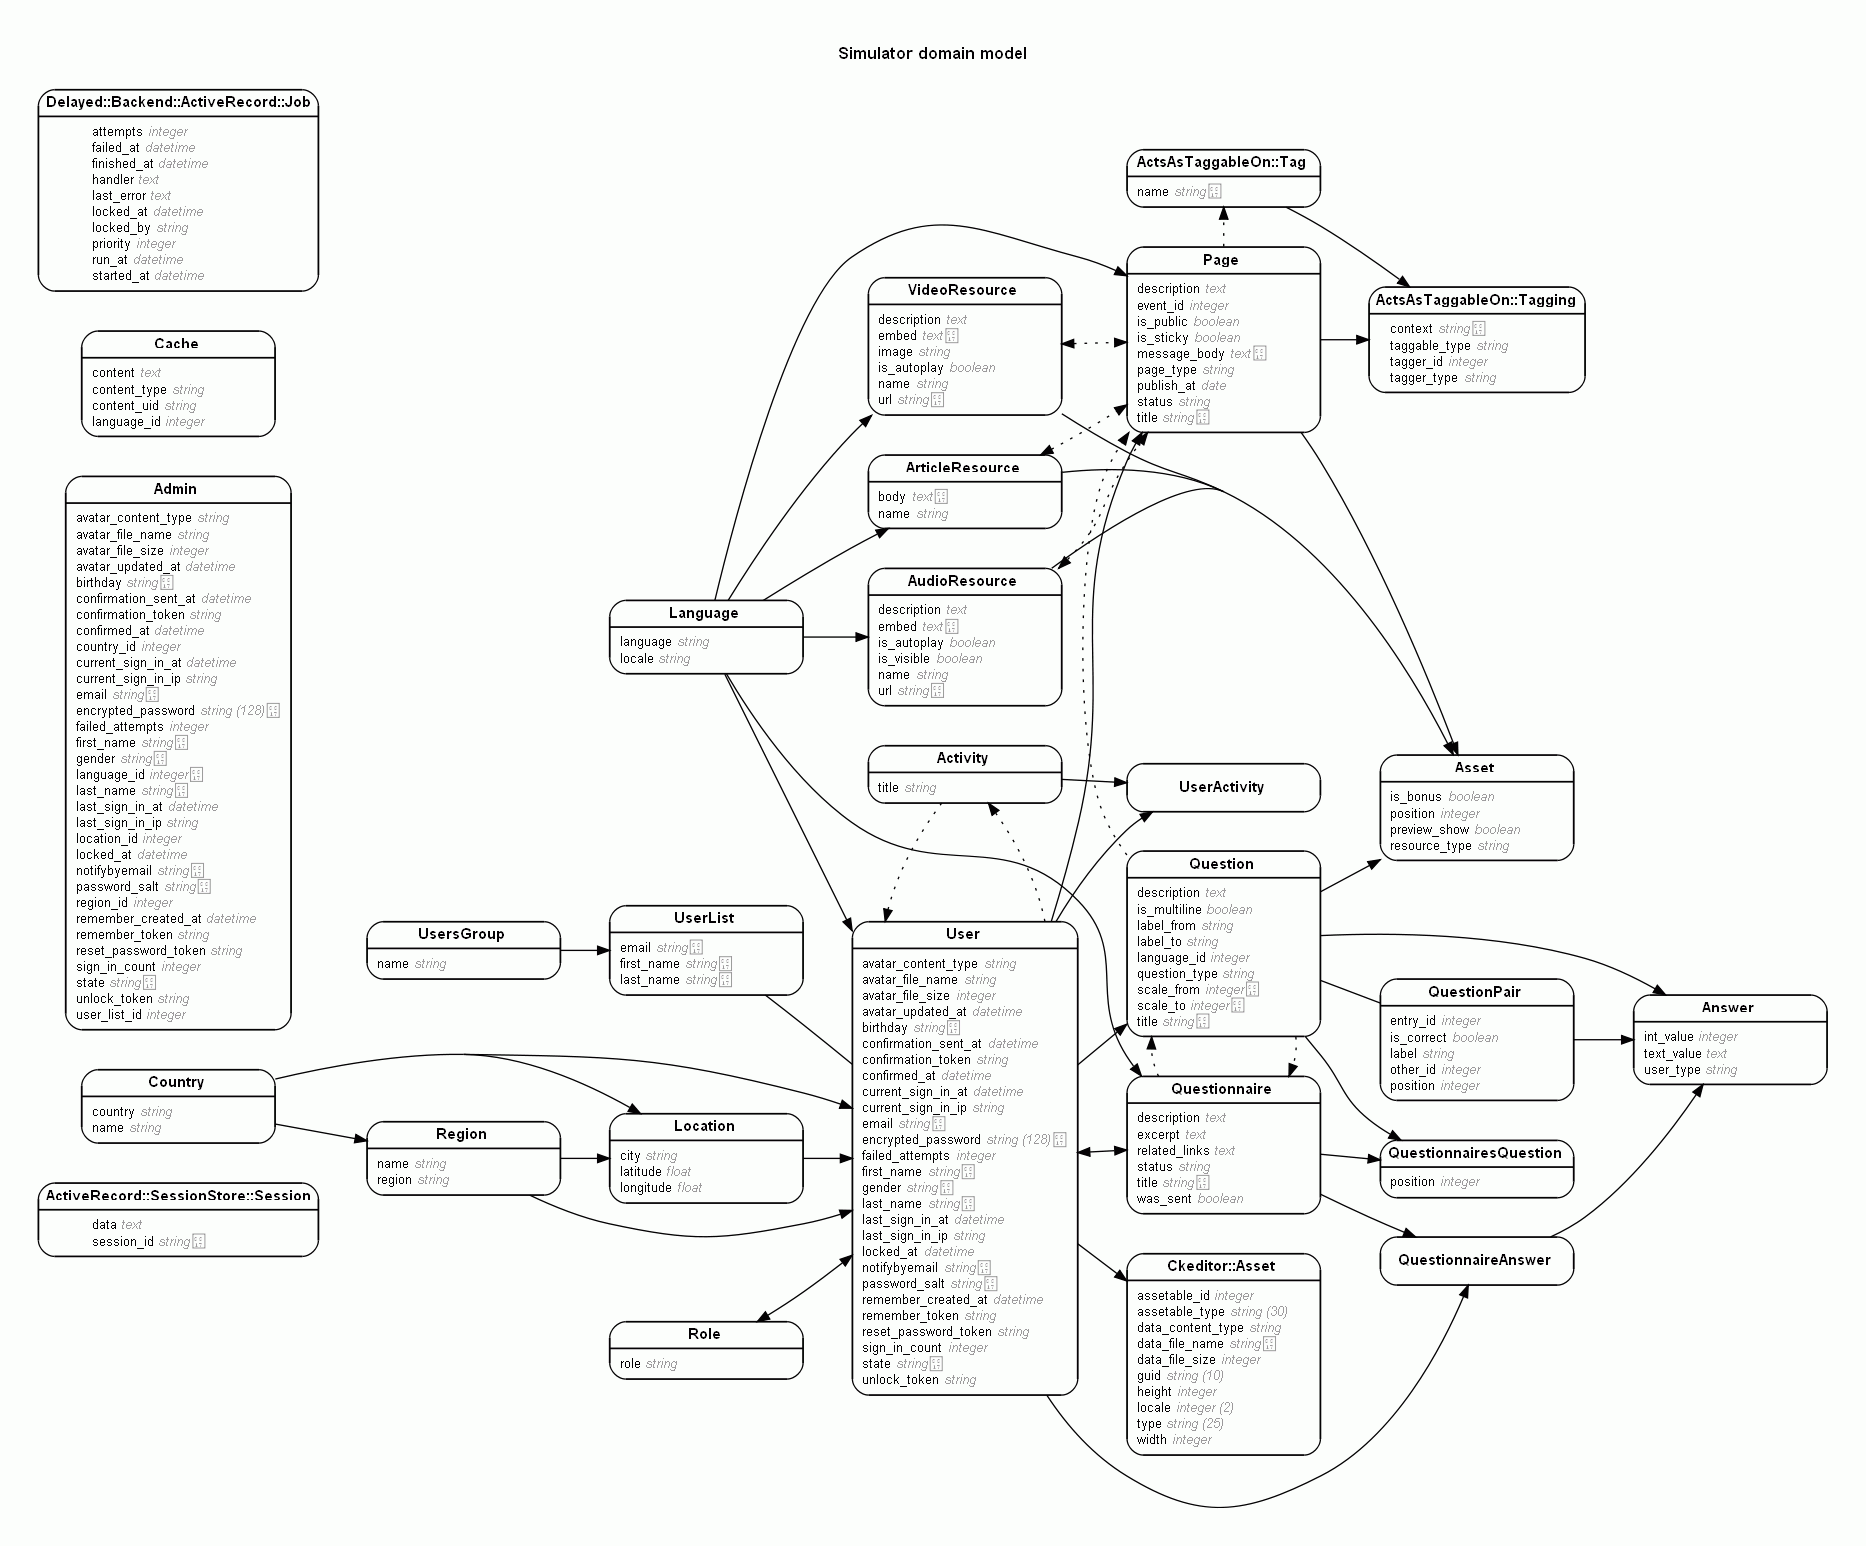 Simulator domain model
Delayed::Backend::ActiveRecord::Job
attempts integer
failed_at datetime
finished_at datetime
handler text
last_error text
locked_at datetime
locked_by string
priority integer
run_at datetime
started_at datetime
Cache
content text
content_type string
content_uid string
language_id integer
Admin
avatar_content_type string
avatar_file_name string
avatar_file_size integer
avatar_updated_at datetime
birthday string
confirmation_sent_at datetime
confirmation_token string
confirmed_at datetime
country_id integer
current_sign_in_at datetime
current_sign_in_ip string
email string
encrypted_password string (128)
failed_attempts integer
first_name string
gender string
language_id integer
last_name string
last_sign_in_at datetime
last_sign_in_ip string
location_id integer
locked_at datetime
notifybyemail string
password_salt string
region_id integer
remember_created_at datetime
remember_token string
reset_password_token string
sign_in_count integer
state string
unlock_token string
user_list_id integer
Country
country string
name string
ActiveRecord::SessionStore::Session
data text
session_id string
UsersGroup
name string
Region
name string
region string
Language
language string
locale string
UserList
email string
first_name string
last_name string
Location
city string
latitude float
longitude float
Role
role string
VideoResource
description text
embed text
image string
is_autoplay boolean
name string
url string
ArticleResource
body text
name string
AudioResource
description text
embed text
is_autoplay boolean
is_visible boolean
name string
url string
Activity
title string
User
avatar_content_type string
avatar_file_name string
avatar_file_size integer
avatar_updated_at datetime
birthday string
confirmation_sent_at datetime
confirmation_token string
confirmed_at datetime
current_sign_in_at datetime
current_sign_in_ip string
email string
encrypted_password string (128)
failed_attempts integer
first_name string
gender string
last_name string
last_sign_in_at datetime
last_sign_in_ip string
locked_at datetime
notifybyemail string
password_salt string
remember_created_at datetime
remember_token string
reset_password_token string
sign_in_count integer
state string
unlock_token string
ActsAsTaggableOn::Tag
name string
Page
description text
event_id integer
is_public boolean
is_sticky boolean
message_body text
page_type string
publish_at date
status string
title string
UserActivity
Question
description text
is_multiline boolean
label_from string
label_to string
language_id integer
question_type string
scale_from integer
scale_to integer
title string
Questionnaire
description text
excerpt text
related_links text
status string
title string
was_sent boolean
Ckeditor::Asset
assetable_id integer
assetable_type string (30)
data_content_type string
data_file_name string
data_file_size integer
guid string (10)
height integer
locale integer (2)
type string (25)
width integer
ActsAsTaggableOn::Tagging
context string
taggable_type string
tagger_id integer
tagger_type string
Asset
is_bonus boolean
position integer
preview_show boolean
resource_type string
QuestionPair
entry_id integer
is_correct boolean
label string
other_id integer
position integer
QuestionnairesQuestion
position integer
QuestionnaireAnswer
Answer
int_value integer
text_value text
user_type string